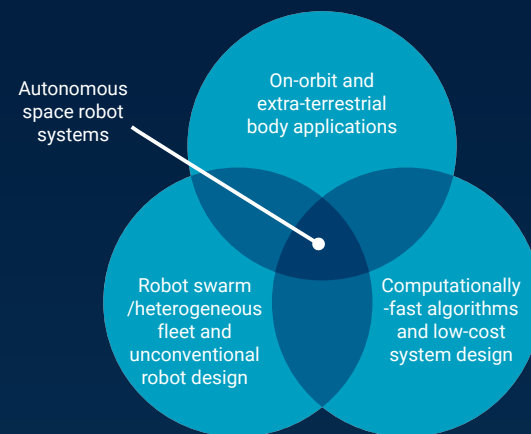 Autonomous
space robot
systems
On-orbit and
extra-terrestrial
body applications
Robot swarm
/heterogeneous
fleet and
unconventional
robot design
Computationally
-fast algorithms
and low-cost
system design